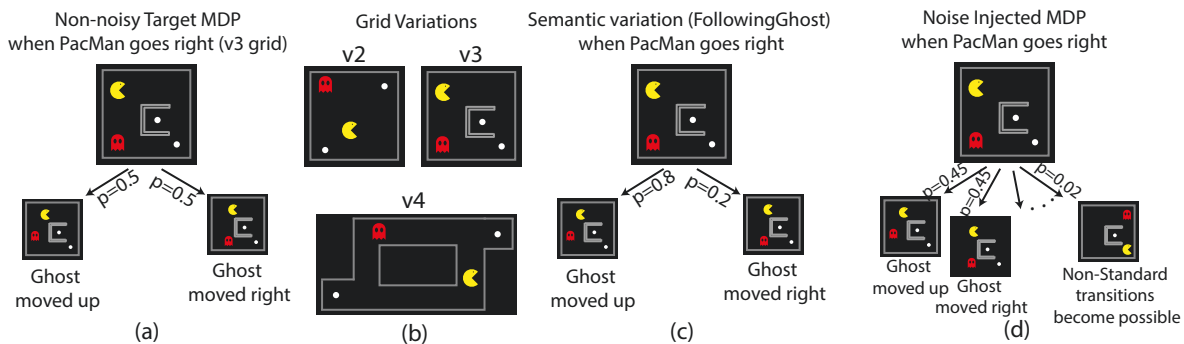 Non-noisy Target MDP
when PacMan goes right (v3 grid)
p=0.5
p=0.5
Ghost
moved up
Ghost
moved right
(a)
Grid Variations
v2
v3
v4
(b)
Semantic variation (FollowingGhost)
when PacMan goes right
p=0.8
p=0.2
Ghost
moved up
Ghost
moved right
(c)
Noise Injected MDP
when PacMan goes right
p=0.45
p=0.45
p=0.02
. . .
Ghost
moved up
Ghost
moved right
Non-Standard
transitions
become possible
(d)